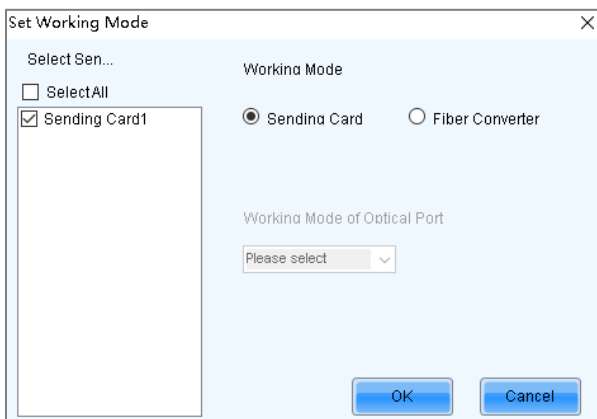 Set Working Mode
Select Sen...
Select All
Sending Card1
Working Mode
Sending Card
Fiber Converter
Working Mode of Optical Port
Please select
OK
Cancel